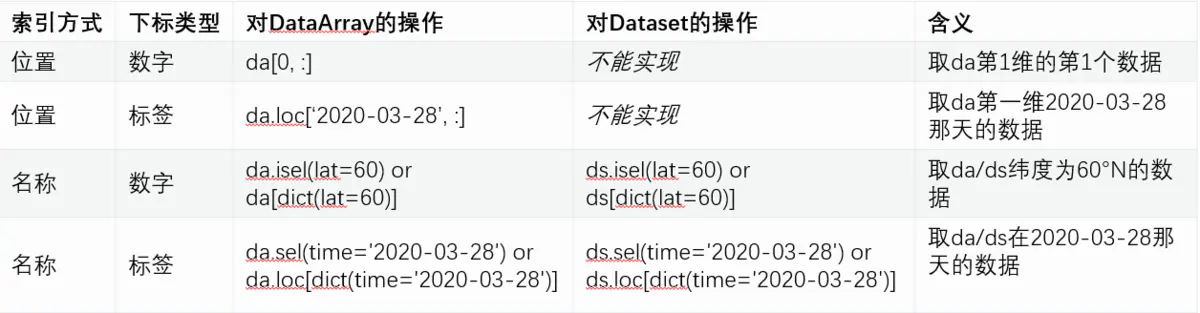 索引方式 下标类型 对DataArray的操作 对Dataset的操作 含义
位置 数字 da[0, :] 不能实现 取da第1维的第1个数据
位置 标签 da.loc[‘2020-03-28’, :] 不能实现 取da第一维2020-03-28
那天的数据
名称 数字 da.isel(lat=60) or ds.isel(lat=60) or 取da/ds纬度为60°N的数
da[dict(lat=60)] ds[dict(lat=60)] 据
名称 标签 da.sel(time='2020-03-28') or ds.sel(time='2020-03-28') or 取da/ds在2020-03-28那
da.loc[dict(time='2020-03-28')] ds.loc[dict(time='2020-03-28')] 天的数据